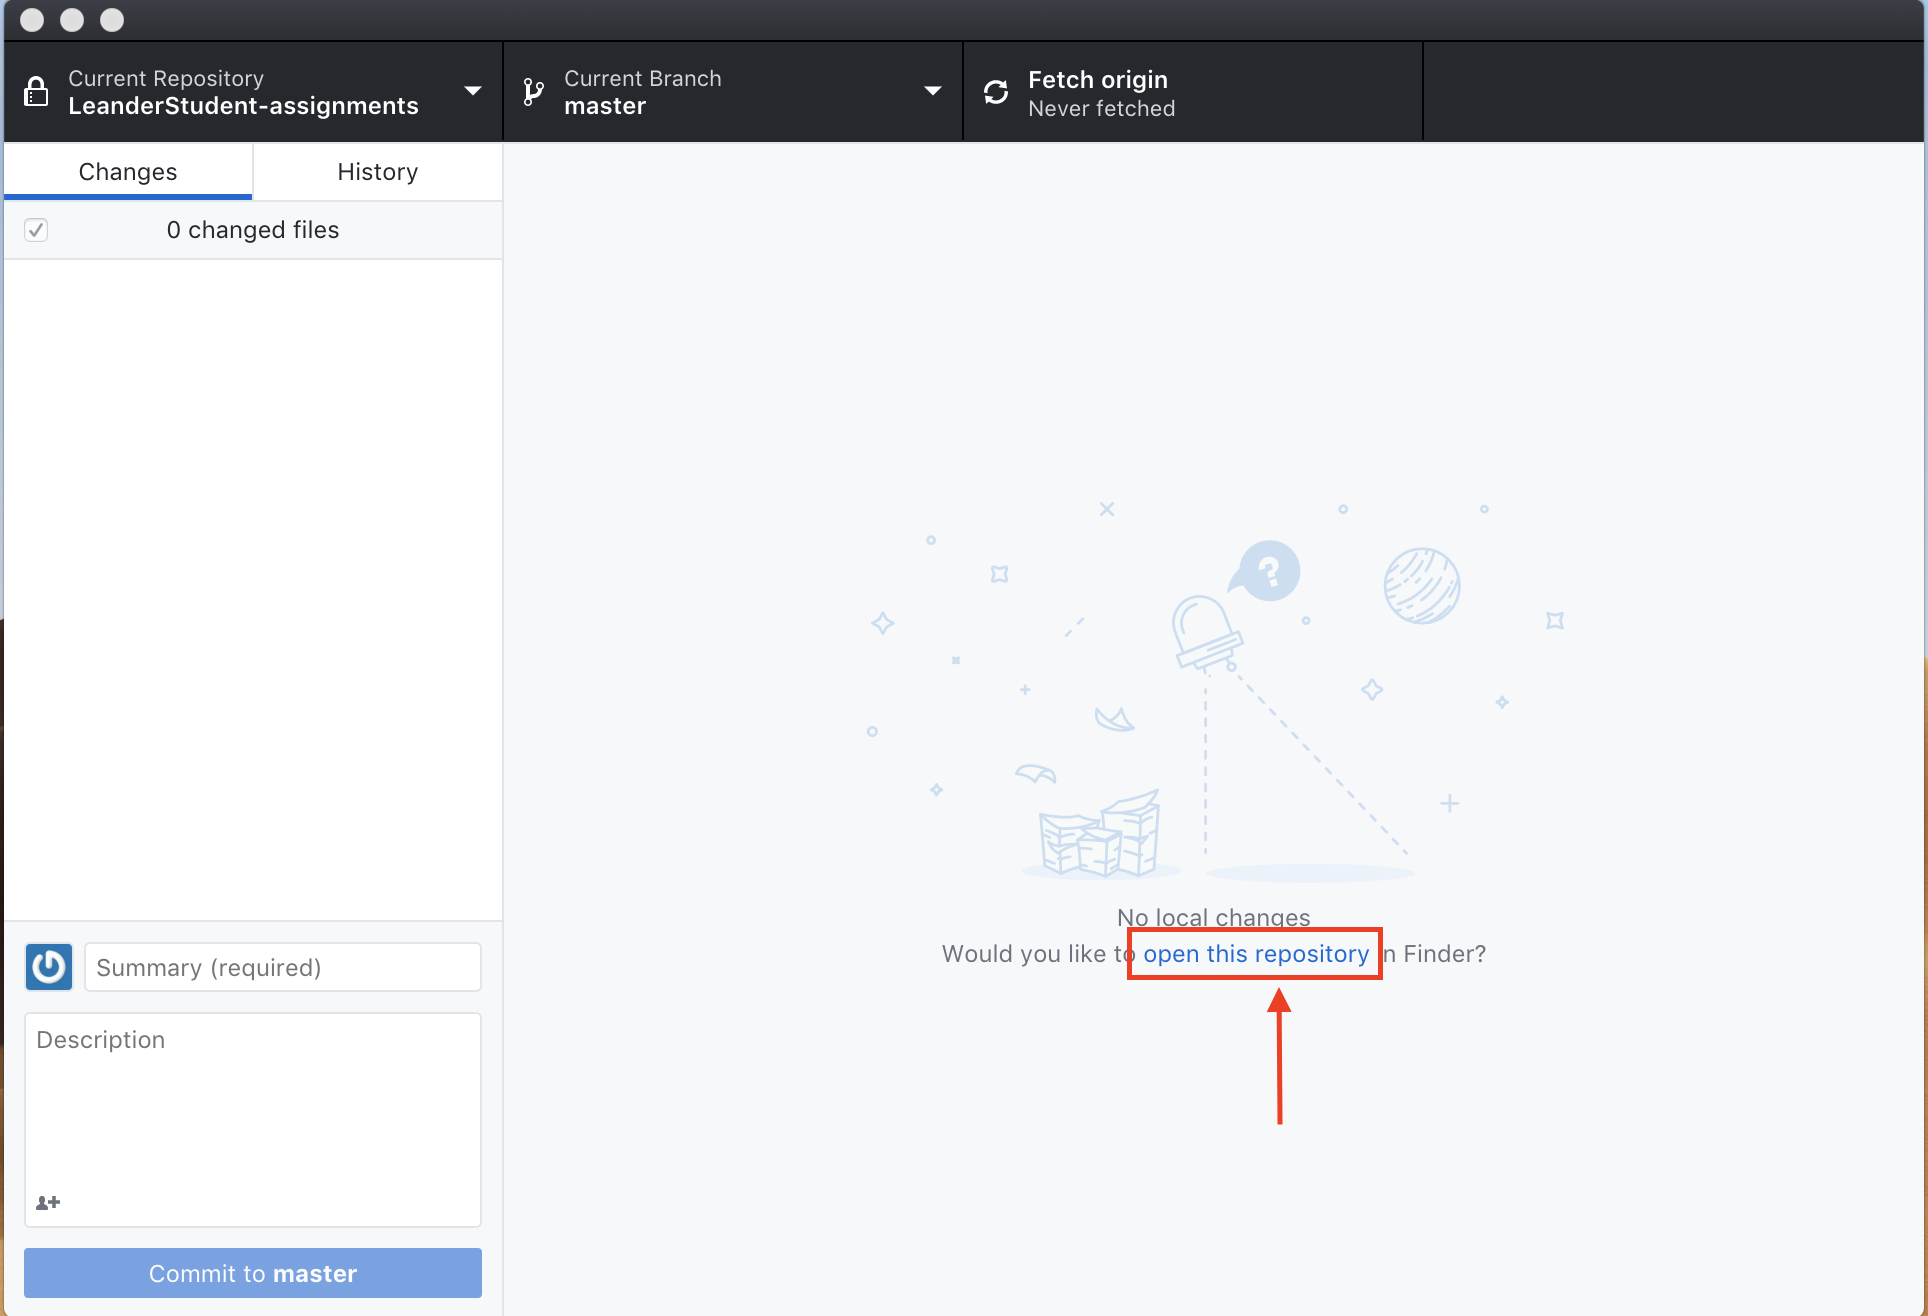 Current Repository
LeanderStudent-assignments
Current Branch
master
Fetch origin
Never fetched
Changes
History
0 changed files
?
No local changes
Would you like to open this repository n Finder?
Summary (required)
Description
Commit to master